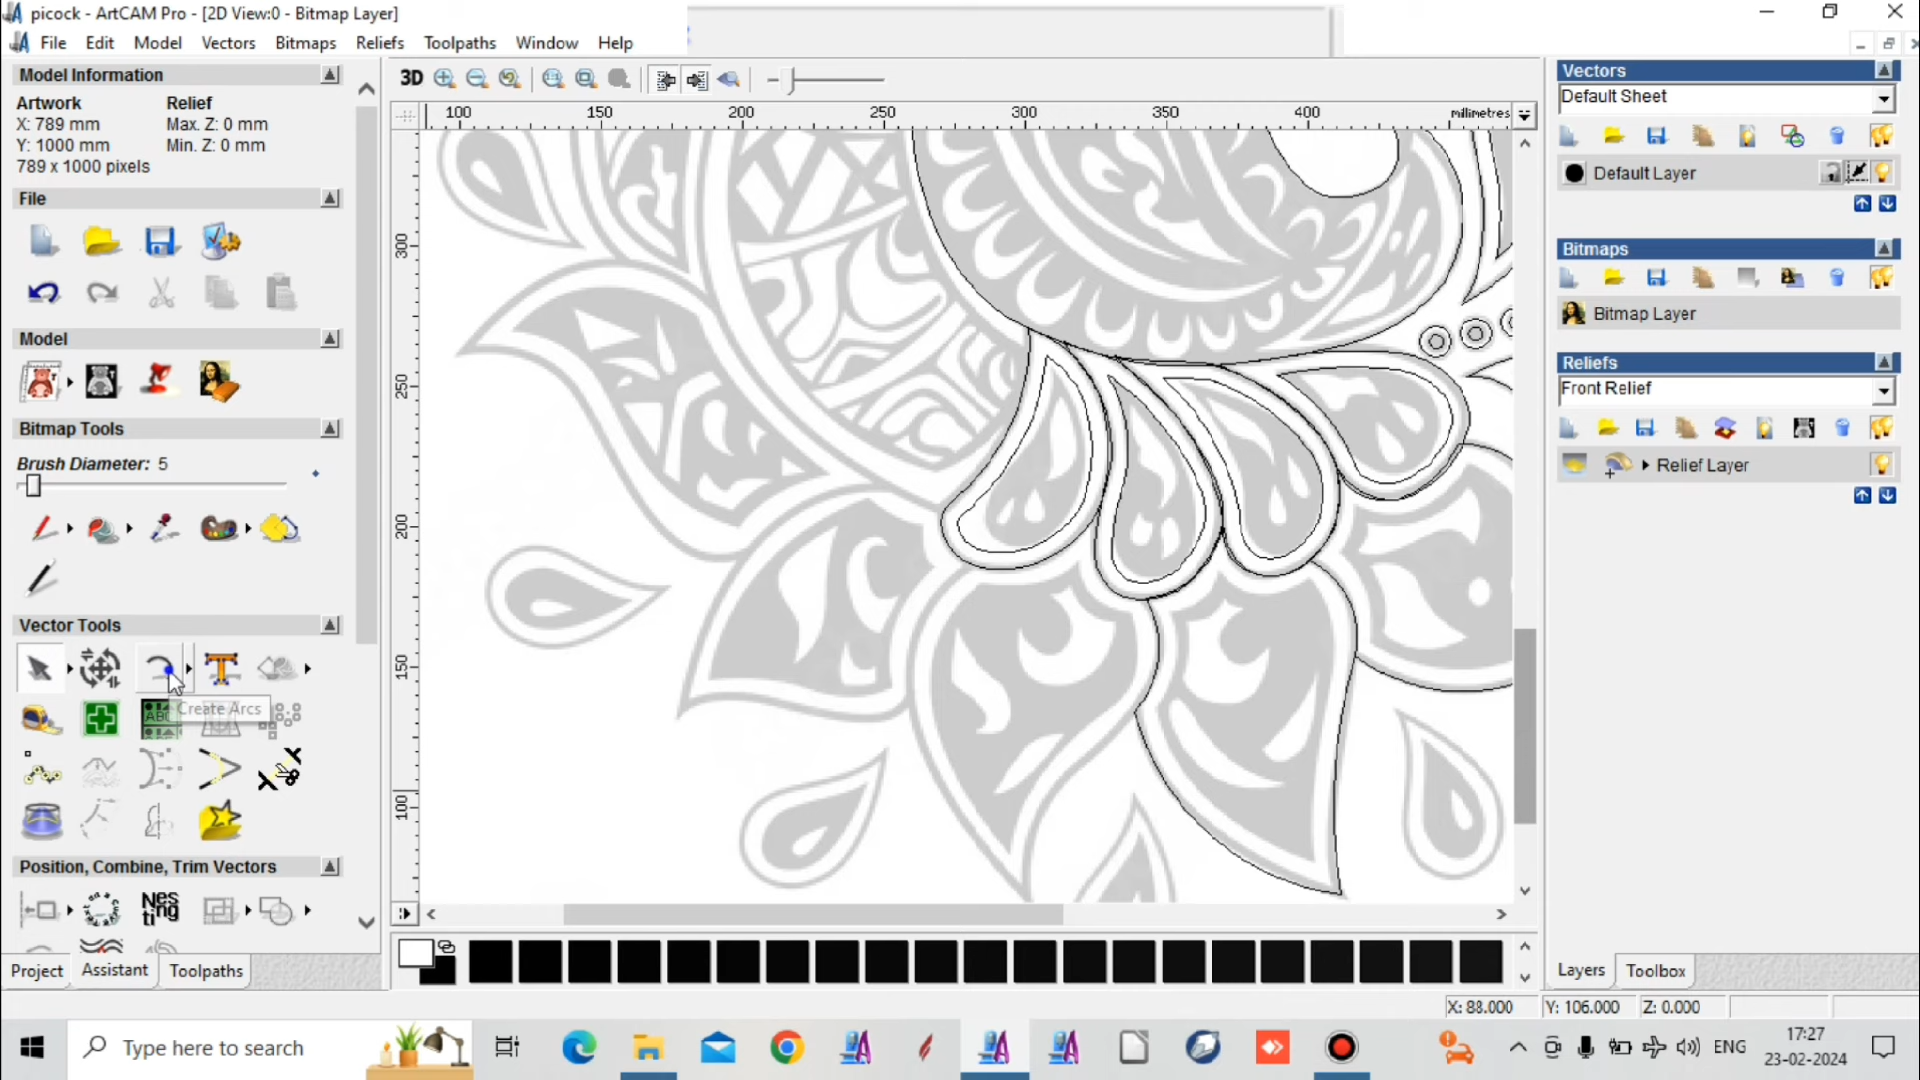 picock - ArtCAM Pro - [2D View:0 - Bitmap Layer]
File Edit Model Vectors Bitmaps Reliefs Toolpaths Window Help
Model Information
Artwork Relief
X: 789 mm Max. Z: 0 mm
Y: 1000 mm Min. Z: 0 mm
789 x 1000 pixels
File
Model
Bitmap Tools
Brush Diameter: 5
Vector Tools
Create Arcs
Position, Combine, Trim Vectors
Nes
ting
Project Assistant Toolpaths
3D
100 150 200 250 300 350 400 millimetres
300
250
200
150
100
Vectors
Default Sheet
Default Layer
Bitmaps
Bitmap Layer
Reliefs
Front Relief
Relief Layer
Layers Toolbox
X: 88.000 Y: 106.000 Z: 0.000
Type here to search
ENG
17:27
23-02-2024